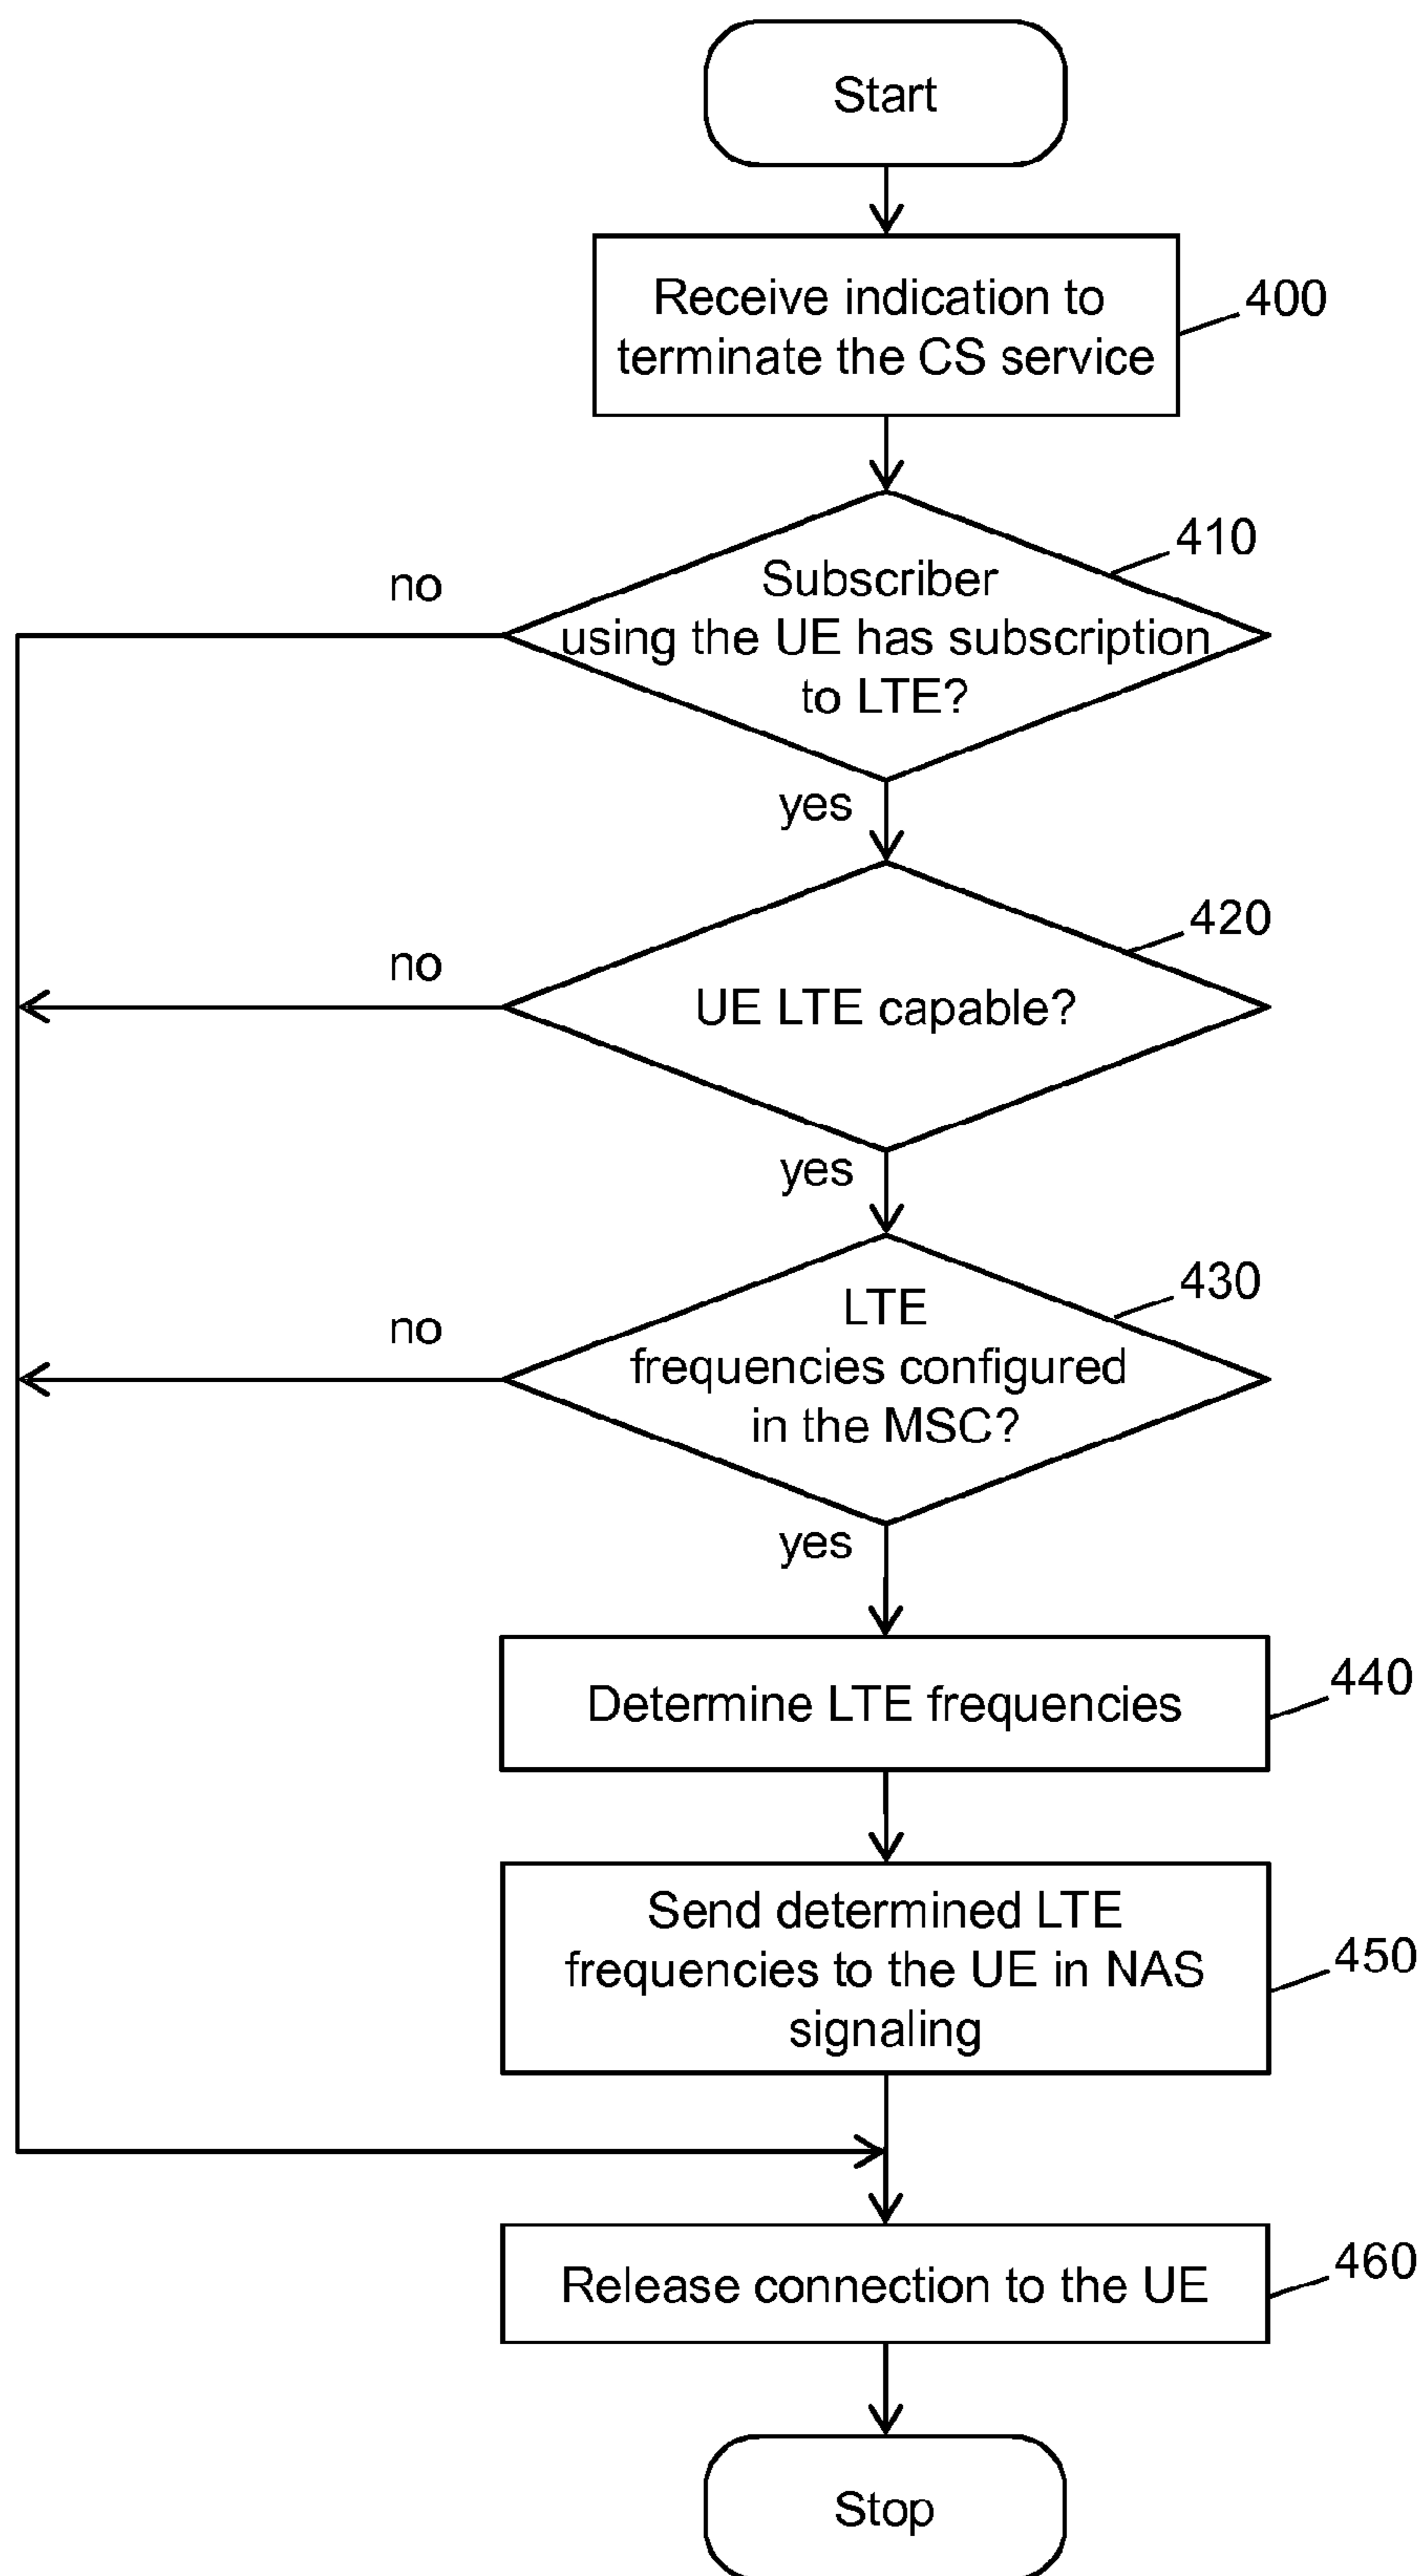 Start
Receive indication to
terminate the CS service
400
410
Subscriber
using the UE has subscription
to LTE?
no
yes
420
UE LTE capable?
no
yes
430
LTE
frequencies configured
in the MSC?
no
yes
Determine LTE frequencies
440
Send determined LTE
frequencies to the UE in NAS
signaling
450
Release connection to the UE
460
Stop